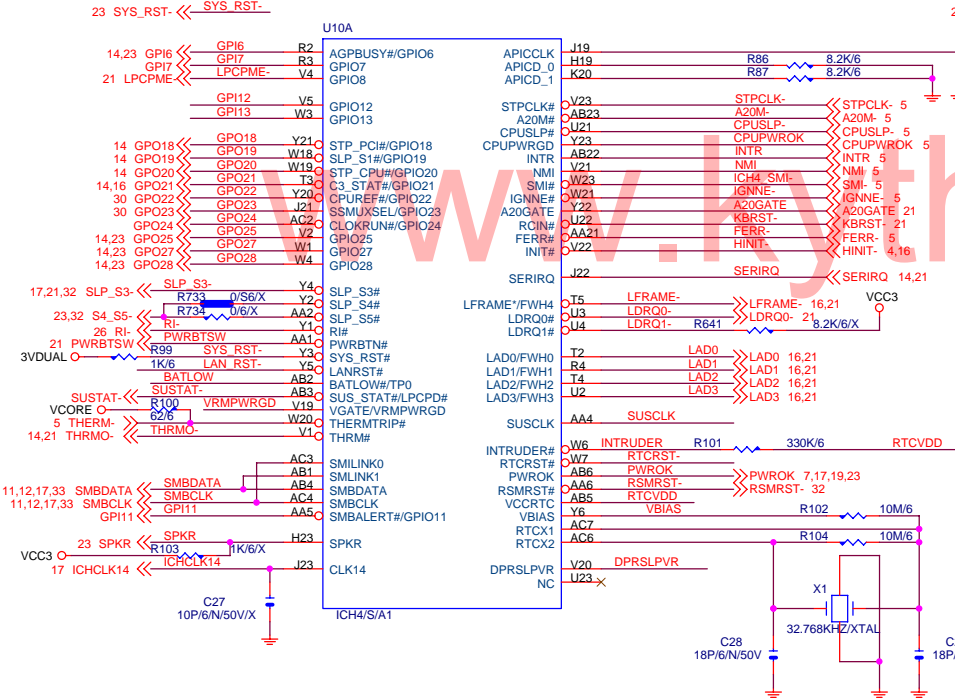 23 SYS_RST- SYS_RST-
2
U10A
14,23 GPI6 GPI6 R2 AGPBUSY#/GPIO6 APICCLK J19
GPI7 GPI7 R3 GPIO7 APICD_0 H19 R86 8.2K/6
21 LPCPME- LPCPME- V4 GPIO8 APICD_1 K20 R87 8.2K/6
GPI12 V5 GPIO12 STPCLK# V23 STPCLK- STPCLK- 5
GPI13 W3 GPIO13 A20M# AB23 A20M- A20M- 5
CPUSLP# U21 CPUSLP- CPUSLP- 5
14 GPO18 GPO18 Y21 STP_PCI#/GPIO18 CPUPWRGD Y23 CPUPWROK CPUPWROK 5
14 GPO19 GPO19 W18 SLP_S1#/GPIO19 INTR AB22 INTR INTR 5
14 GPO20 GPO20 W19 STP_CPU#/GPIO20 NMI V21 NMI NMI 5
14,16 GPO21 GPO21 T3 C3_STAT#/GPIO21 SMI# W23 ICH4_SMI- SMI- 5
30 GPO22 GPO22 Y20 CPUREF#/GPIO22 IGNNE# W21 IGNNE- IGNNE- 5
30 GPO23 GPO23 J21 SSMUXSEL/GPIO23 A20GATE Y22 A20GATE A20GATE 21
GPO24 GPO24 AC2 CLOKRUN#/GPIO24 RCIN# U22 KBRST- KBRST- 21
14,23 GPO25 GPO25 V2 GPIO25 FERR# AA21 FERR- FERR- 5
14,23 GPO27 GPO27 W1 GPIO27 INIT# V22 HINIT- HINIT- 4,16
14,23 GPO28 GPO28 W4 GPIO28
www.kyth
SERIRQ J22 SERIRQ SERIRQ 14,21
17,21,32 SLP_S3- SLP_S3- Y4 SLP_S3#
R733 0/S6/X Y2 SLP_S4# LFRAME*/FWH4 T5 LFRAME- LFRAME- 16,21 VCC3
23,32 S4_S5- R734 0/6/X AA2 SLP_S5# LDRQ0# U3 LDRQ0- LDRQ0- 21
26 RI- RI- Y1 RI# LDRQ1# U4 LDRQ1- R641 8.2K/6/X
21 PWRBTSW PWRBTSW AA1 PWRBTN#
3VDUAL R99 1K/6 SYS_RST- Y3 SYS_RST# LAD0/FWH0 T2 LAD0 LAD0 16,21
LAN_RST- Y5 LANRST# LAD1/FWH1 R4 LAD1 LAD1 16,21
BATLOW AB2 BATLOW#/TP0 LAD2/FWH2 T4 LAD2 LAD2 16,21
SUSTAT- SUSTAT- AB3 SUS_STAT#/LPCPD# LAD3/FWH3 U2 LAD3 LAD3 16,21
VCORE R100 62/6 VRMPWRGD V19 VGATE/VRMPWRGD
5 THERM- W20 THERMTRIP# SUSCLK AA4 SUSCLK
14,21 THRMO- THRMO- V1 THRM#
INTRUDER# W6 INTRUDER R101 330K/6 RTCVDD
AC3 SMILINK0 RTCRST# W7 RTCRST-
AB1 SMLINK1 PWROK AB6 PWROK PWROK 7,17,19,23
11,12,17,33 SMBDATA SMBDATA AB4 SMBDATA RSMRST# AA6 RSMRST- RSMRST- 32
11,12,17,33 SMBCLK SMBCLK AC4 SMBCLK VCCRTC AB5 RTCVDD
GPI11 GPI11 AA5 SMBALERT#/GPIO11 VBIAS Y6 VBIAS R102 10M/6
RTCX1 AC7
23 SPKR SPKR H23 SPKR RTCX2 AC6 R104 10M/6
VCC3 R103 1K/6/X
17 ICHCLK14 ICHCLK14 J23 CLK14 DPRSLPVR V20 DPRSLPVR
NC U23
C27
10P/6/N/50V/X
ICH4/S/A1
X1
32.768KHZ/XTAL
C28
18P/6/N/50V
18P/